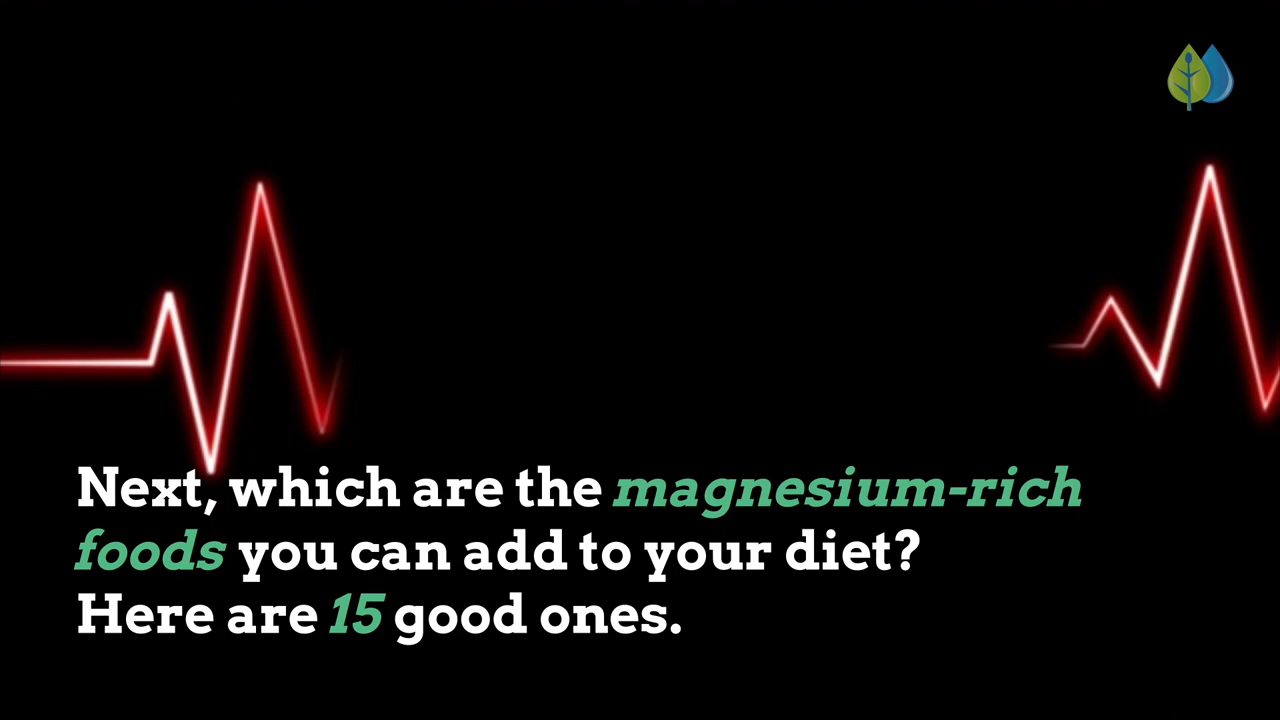 Next, which are the magnesium-rich
foods you can add to your diet?
Here are 15 good ones.